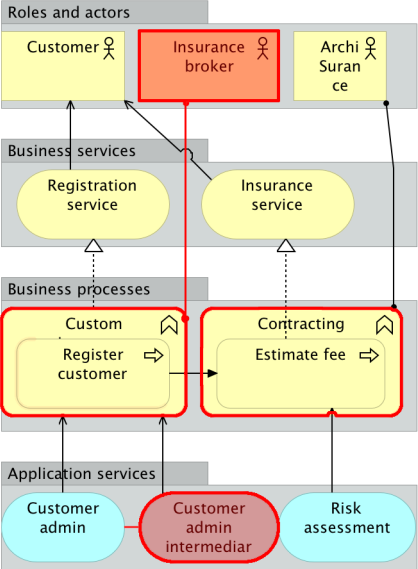 Roles and actors
Customer
Insurance
broker
Archi
Suran
ce
Business services
Registration
service
Insurance
service
Business processes
Custom
Register
customer
Contracting
Estimate fee
Application services
Customer
admin
Customer
admin
intermediar
Risk
assessment